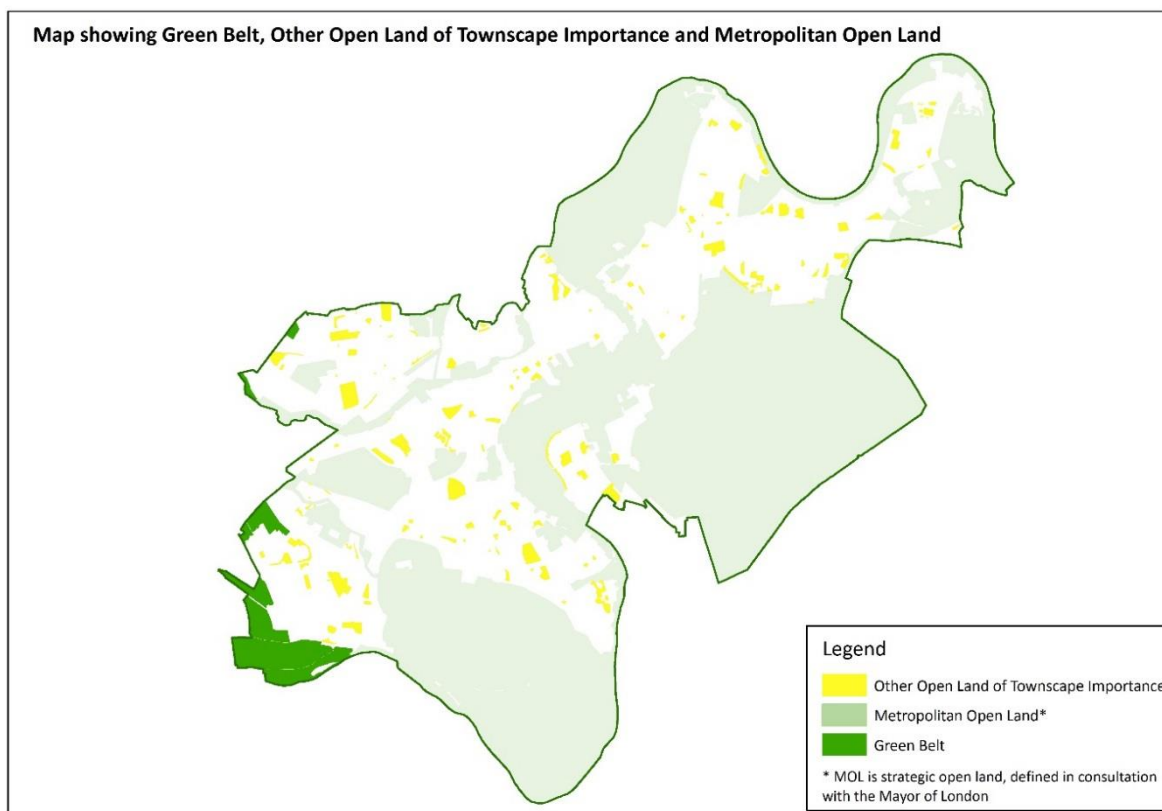 Map showing Green Belt, Other Open Land of Townscape Importance and Metropolitan Open Land
Legend
Other Open Land of Townscape Importance
Metropolitan Open Land*
Green Belt
* MOL is strategic open land, defined in consultation
with the Mayor of London